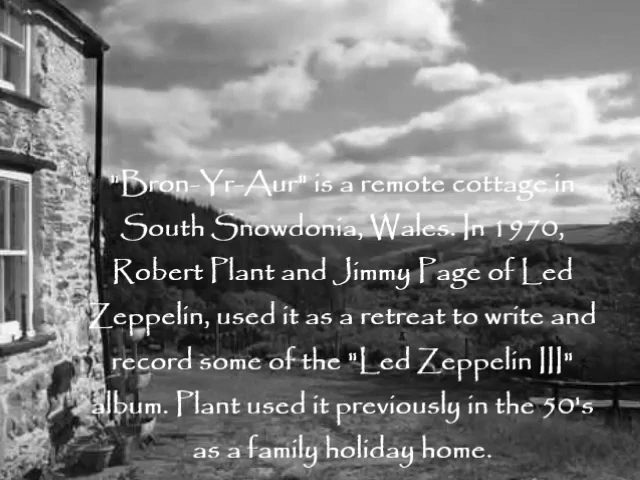 "Bron-Yr-Aur" is a remote cottage in
South Snowdonia, Wales. In 1970,
Robert Plant and Jimmy Page of Led
Zeppelin, used it as a retreat to write and
record some of the "Led Zeppelin III"
album. Plant used it previously in the 50's
as a family holiday home.